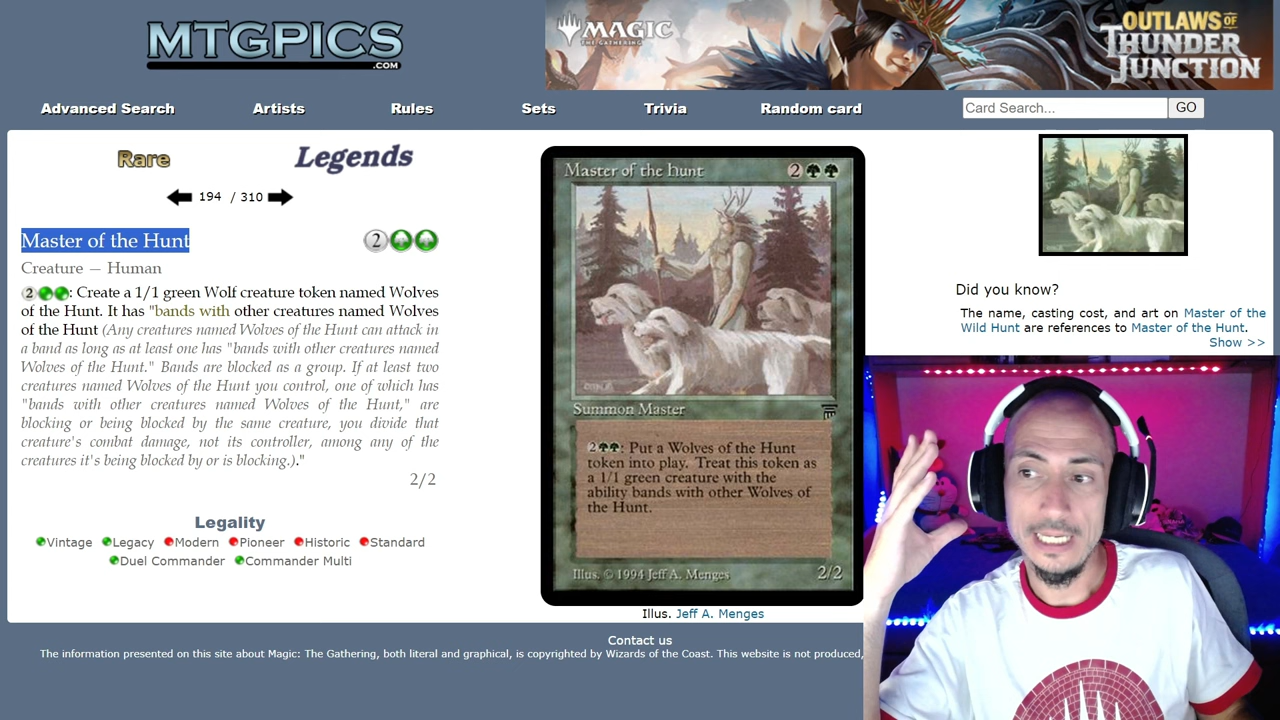 MTGPICS
.COM
MAGIC
THE GATHERING
OUTLAWS OF
THUNDER
JUNCTION
Advanced Search
Artists
Rules
Sets
Trivia
Random card
Card Search...
GO
Rare
Legends
194 / 310
Master of the Hunt
2
Creature — Human
2: Create a 1/1 green Wolf creature token named Wolves
of the Hunt. It has "bands with other creatures named Wolves
of the Hunt (Any creatures named Wolves of the Hunt can attack in
a band as long as at least one has "bands with other creatures named
Wolves of the Hunt." Bands are blocked as a group. If at least two
creatures named Wolves of the Hunt you control, one of which has
"bands with other creatures named Wolves of the Hunt," are
blocking or being blocked by the same creature, you divide that
creature's combat damage, not its controller, among any of the
creatures it's being blocked by or is blocking.)."
2/2
Legality
Vintage Legacy Modern Pioneer Historic Standard
Duel Commander Commander Multi
Master of the Hunt 2
Summon Master
2: Put a Wolves of the Hunt
token into play. Treat this token as
a 1/1 green creature with the
ability bands with other Wolves of
the Hunt.
Illus. © 1994 Jeff A. Menges 2/2
Illus. Jeff A. Menges
Did you know?
The name, casting cost, and art on Master of the
Wild Hunt are references to Master of the Hunt.
Show >>
Contact us
The information presented on this site about Magic: The Gathering, both literal and graphical, is copyrighted by Wizards of the Coast. This website is not produced,